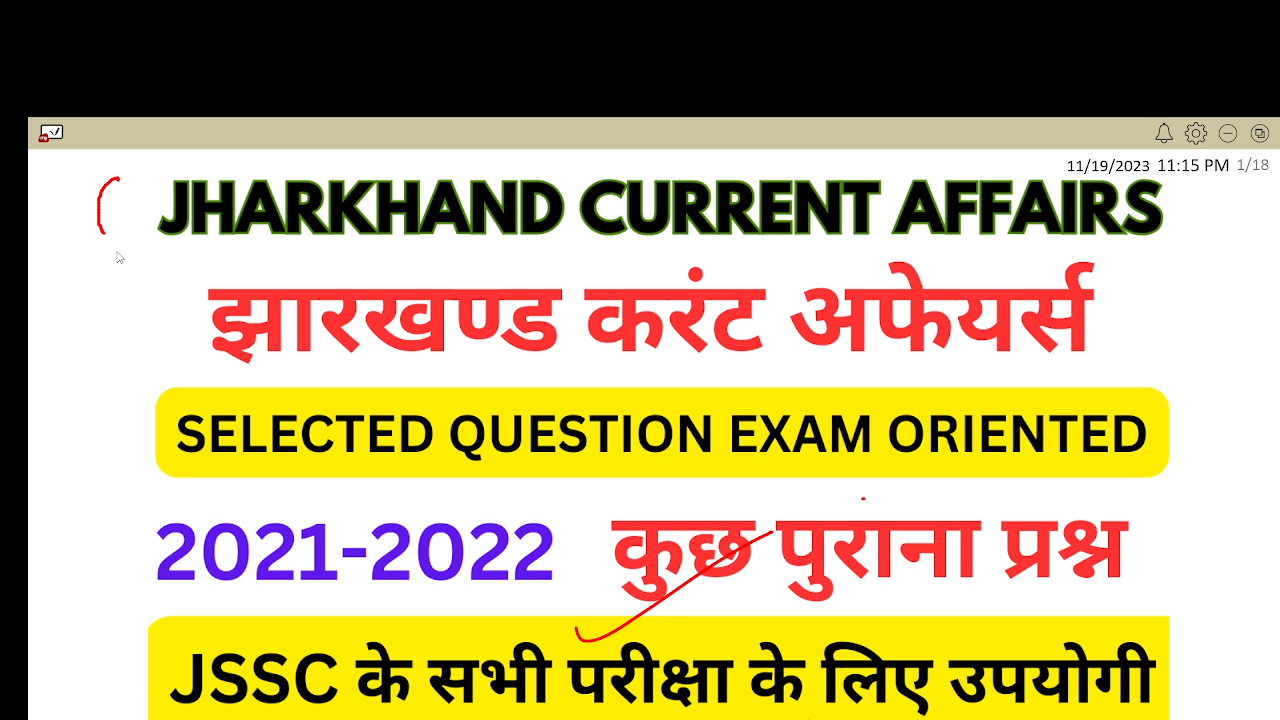 11/19/2023 11:15 PM 1/18
JHARKHAND CURRENT AFFAIRS
झारखण्ड करंट अफेयर्स
SELECTED QUESTION EXAM ORIENTED
2021-2022 कुछ पुराना प्रश्न
JSSC के सभी परीक्षा के लिए उपयोगी